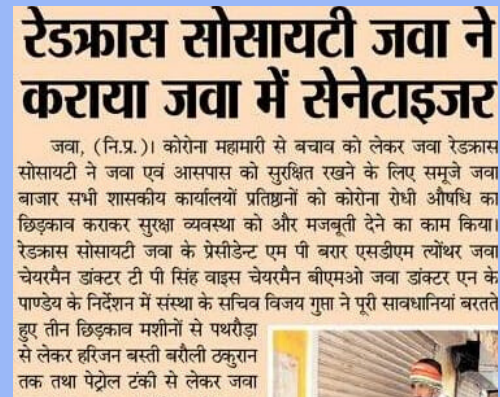 रेडक्रास सोसायटी जवा ने
कराया जवा में सेनेटाइजर
जवा, (नि.प्र.)। कोरोना महामारी से बचाव को लेकर जवा रेडक्रास
सोसायटी ने जवा एवं आसपास को सुरक्षित रखने के लिए समूचे जवा
बाजार सभी शासकीय कार्यालयों प्रतिष्ठानों को कोरोना रोधी औषधि का
छिड़काव कराकर सुरक्षा व्यवस्था को और मजबूती देने का काम किया।
रेडक्रास सोसायटी जवा के प्रेसीडेन्ट एम पी बरार एसडीएम त्योंथर जवा
चेयरमैन डांक्टर टी पी सिंह वाइस चेयरमैन बीएमओ जवा डांक्टर एन के
पाण्डेय के निर्देशन में संस्था के सचिव विजय गुप्ता ने पूरी सावधानियां बरतते
हुए तीन छिड़काव मशीनों से पथरौड़ा
से लेकर हरिजन बस्ती बरौली ठकुरान
तक तथा पेट्रोल टंकी से लेकर जवा